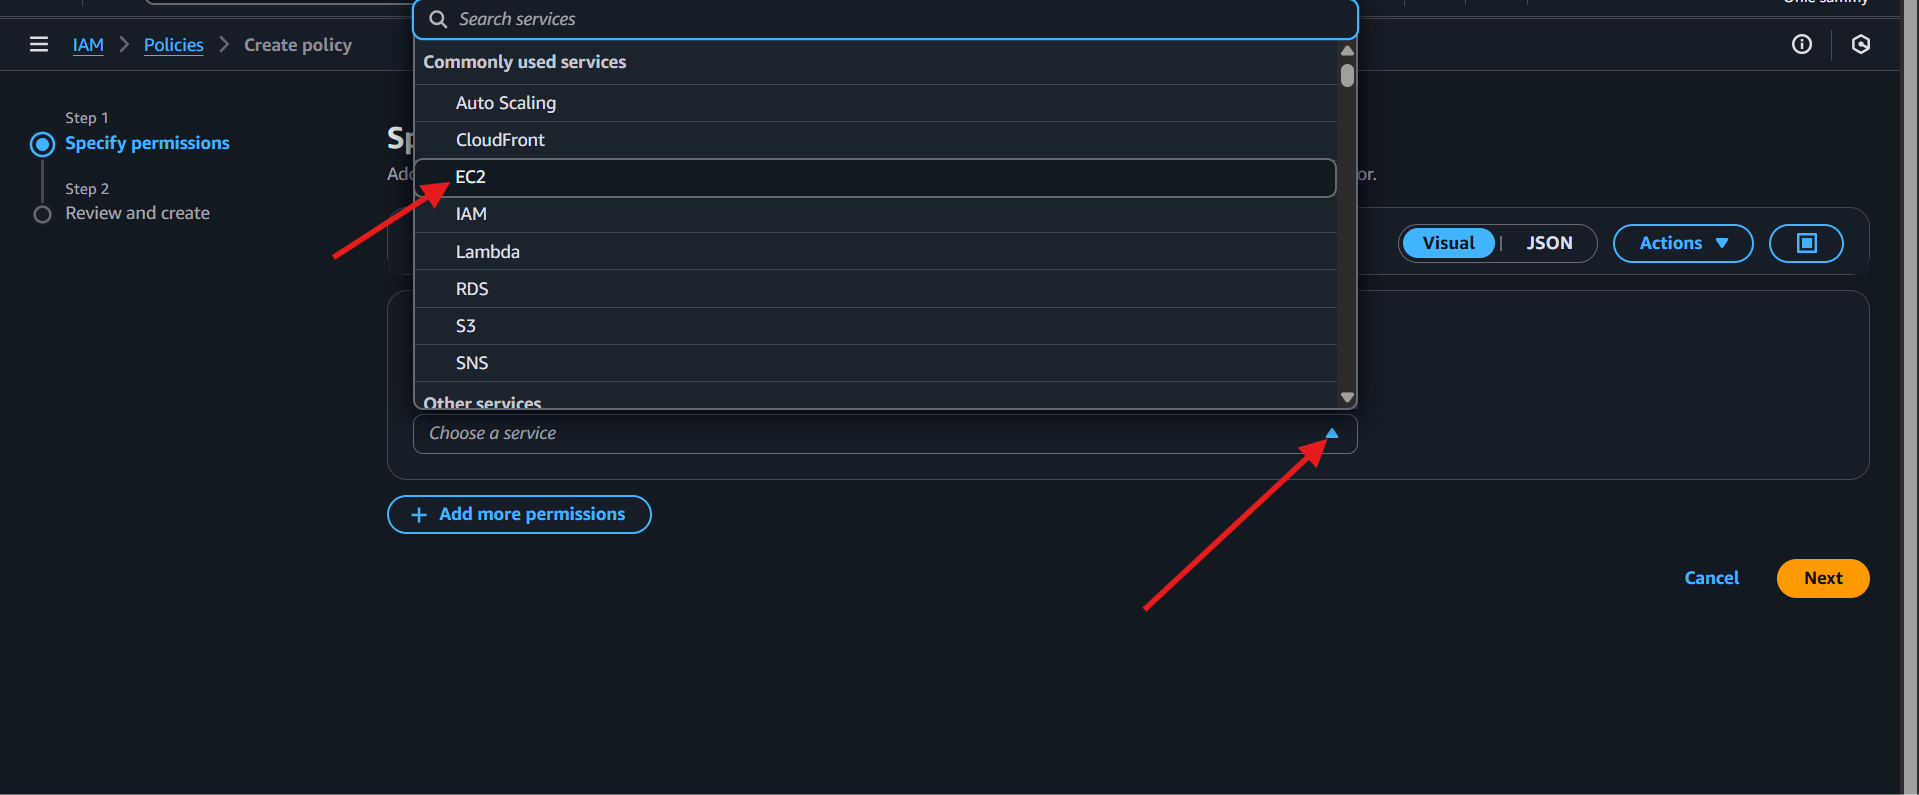 Search services
IAM
Policies
Create policy
Commonly used services
Auto Scaling
CloudFront
EC2
IAM
Lambda
RDS
S3
SNS
Other services
Choose a service
Step 1
Specify permissions
Step 2
Review and create
or.
Visual | JSON
Actions
+ Add more permissions
Cancel
Next